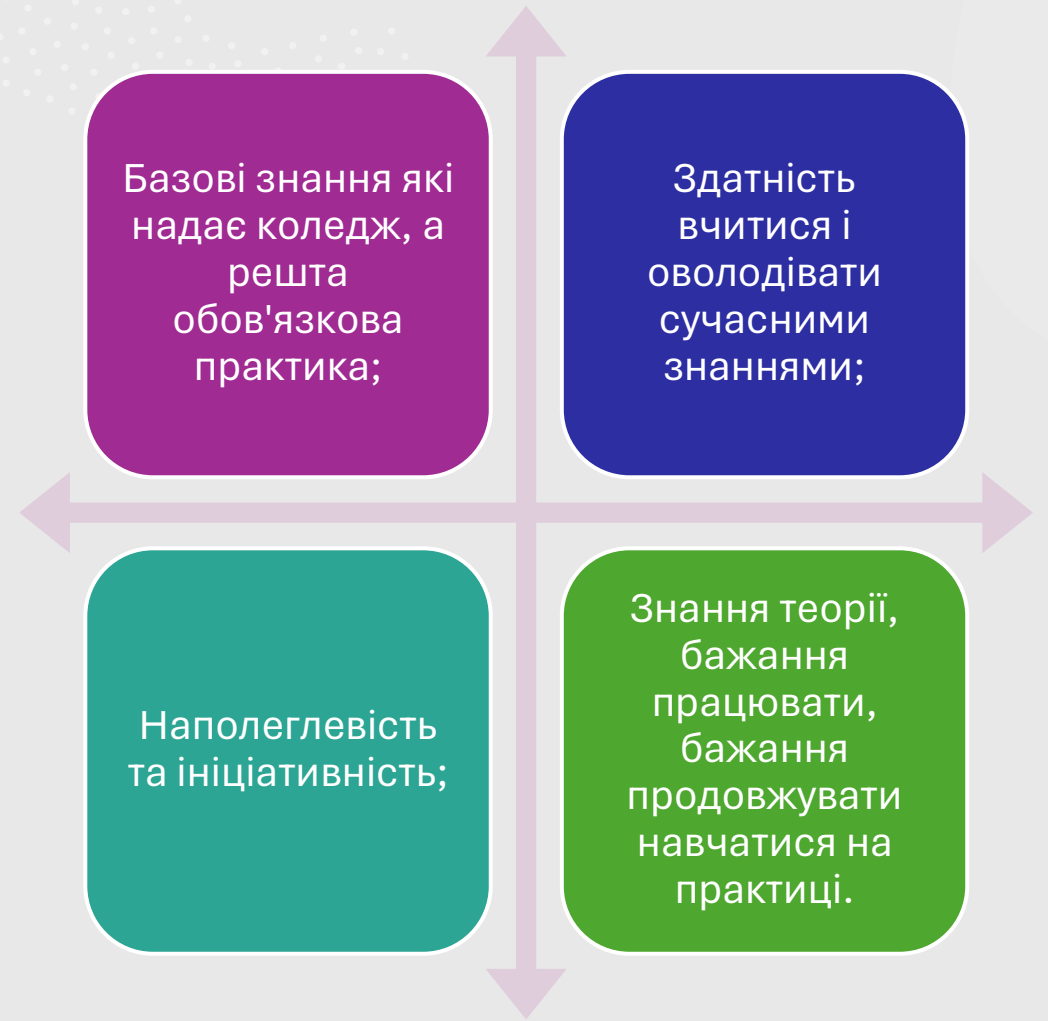 Базові знання які
надає коледж, а
решта
обов'язкова
практика;
Здатність
вчитися і
оволодівати
сучасними
знаннями;
Наполеглевість
та ініціативність;
Знання теорії,
бажання
працювати,
бажання
продовжувати
навчатися на
практиці.